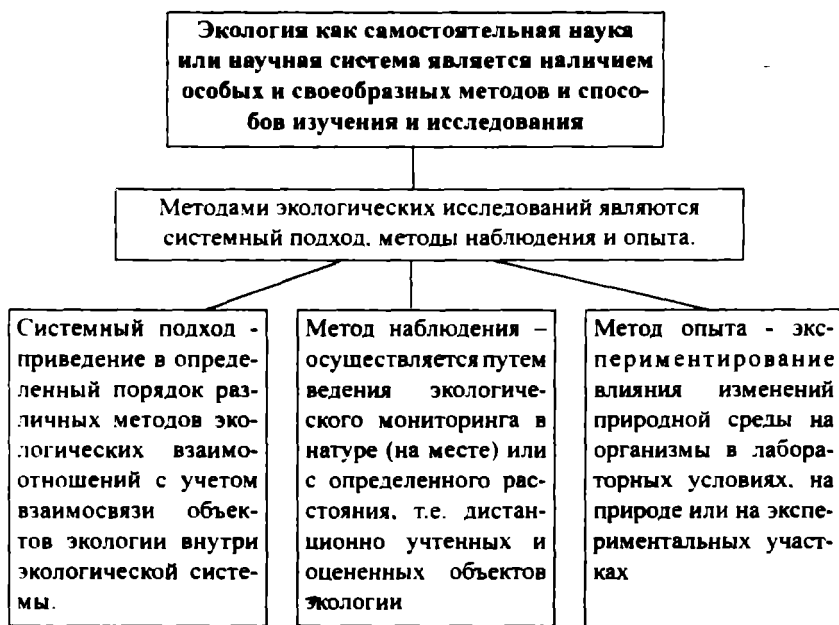 Экология как самостоятельная наука
или научная система является наличием
особых и своеобразных методов и спосо-
бов изучения и исследования
Методами экологических исследований являются
системный подход, методы наблюдения и опыта.
Системный подход -
приведение в опреде-
ленный порядок раз-
личных методов эко-
логических взаимо-
отношений с учетом
взаимосвязи объек-
тов экологии внутри
экологической систе-
мы.
Метод наблюдения –
осуществляется путем
ведения экологиче-
ского мониторинга в
натуре (на месте) или
с определенного рас-
стояния, т.е. дистан-
ционно учтенных и
оцененных объектов
экологии
Метод опыта - экс-
периментирование
влияния изменений
природной среды на
организмы в лабора-
торных условиях, на
природе или на экспе-
риментальных участ-
ках